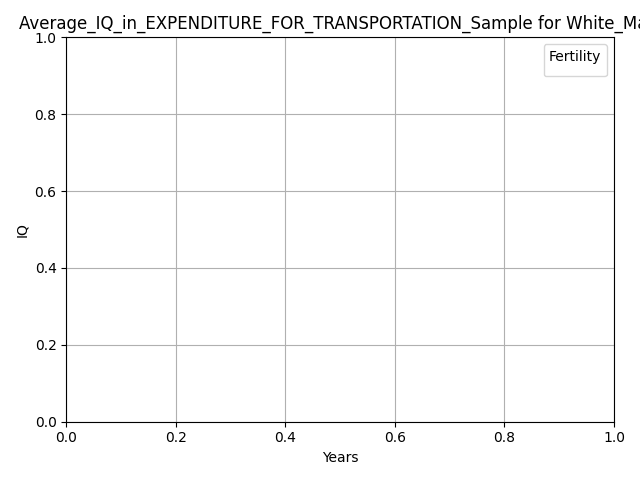 Average_IQ_in_EXPENDITURE_FOR_TRANSPORTATION_Sample for White_Ma
Fertility
IQ
1.0
0.8
0.6
0.4
0.2
0.0
0.0 0.2 0.4 0.6 0.8 1.0
Years